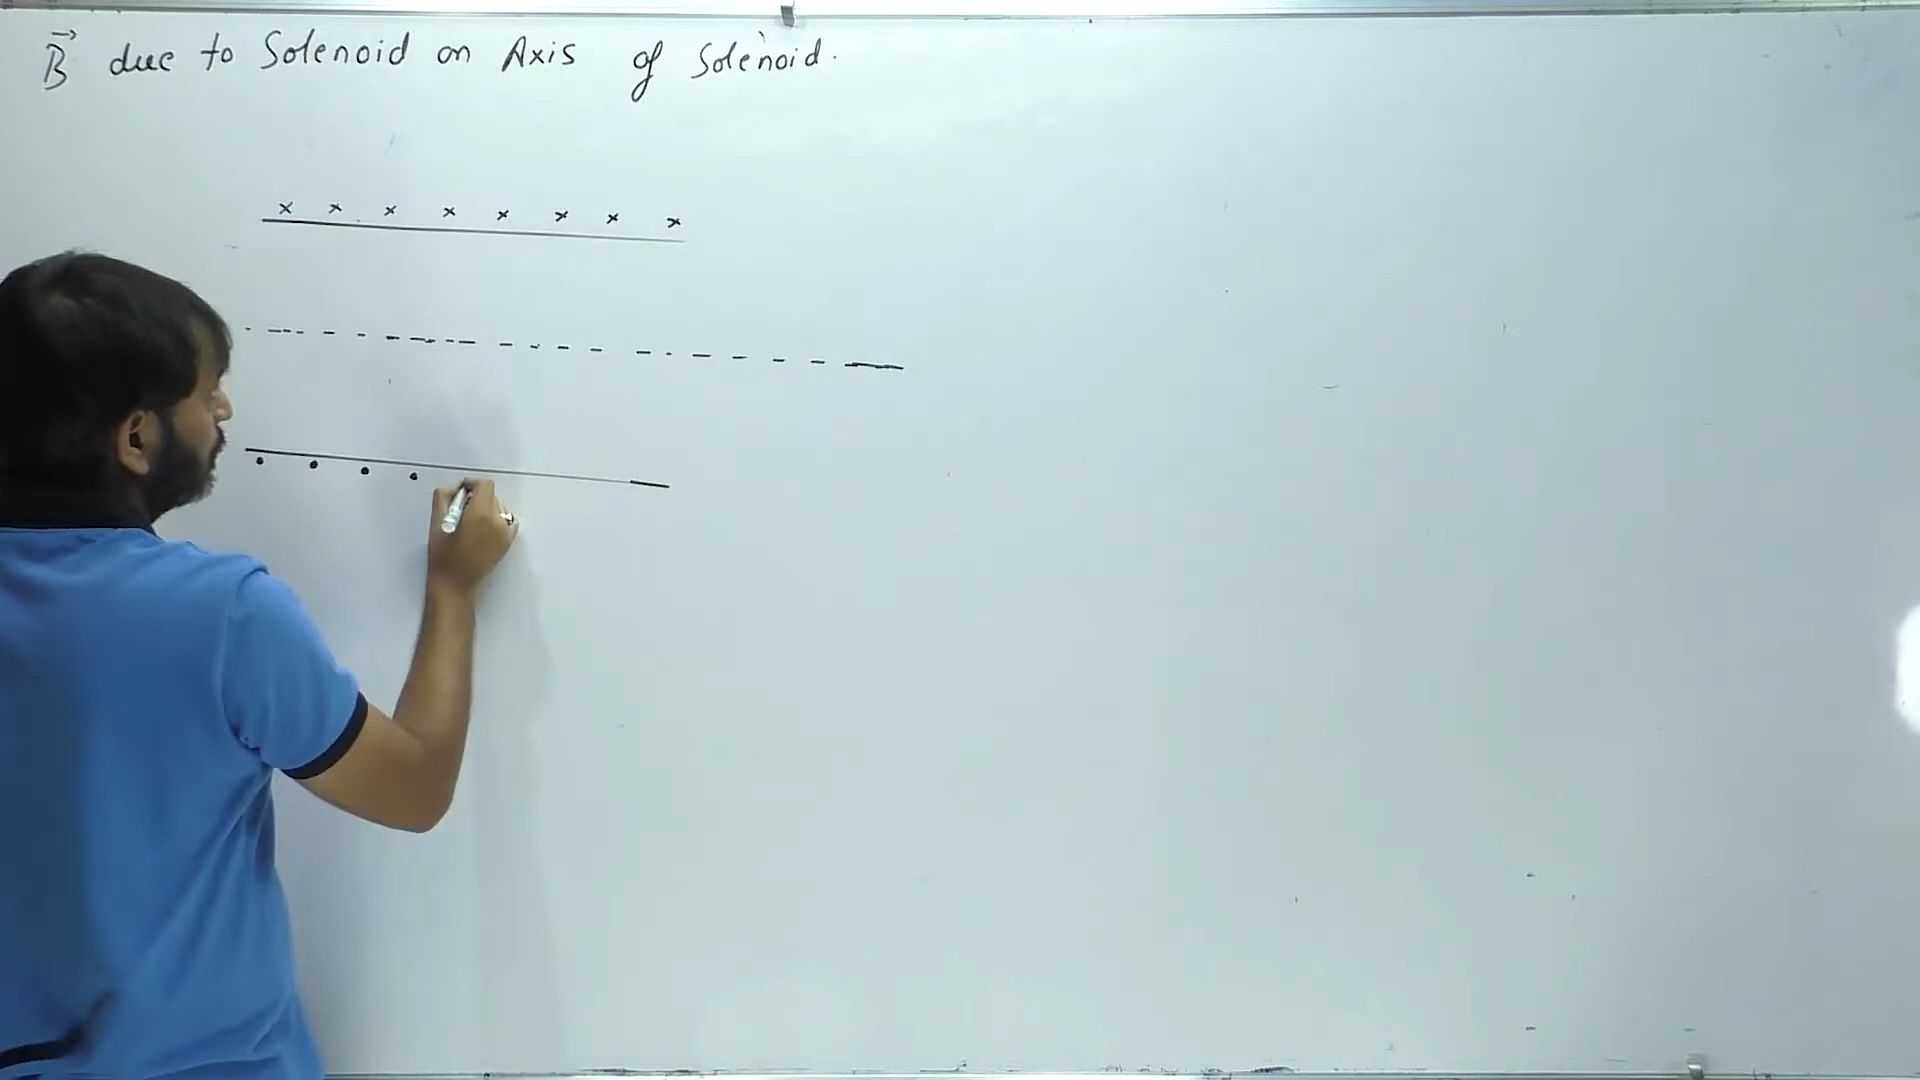 B⃗ due to Solenoid on Axis of Solenoid.
x x x x x x x x